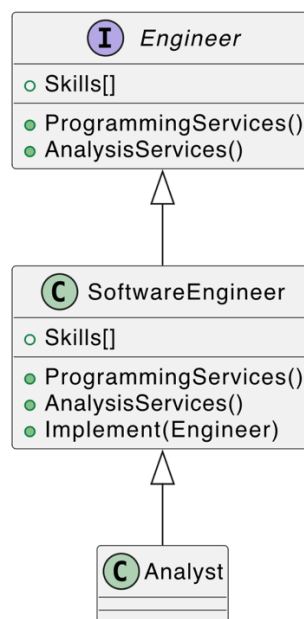 I Engineer
Skills[]
ProgrammingServices()
AnalysisServices()
C SoftwareEngineer
Skills[]
ProgrammingServices()
AnalysisServices()
Implement(Engineer)
C Analyst